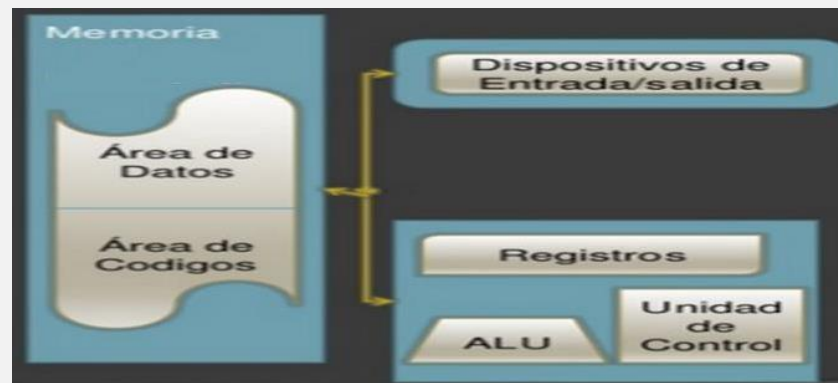 Memoria
Área de
Datos
Área de
Codigos
Dispositivos de
Entrada/salida
Registros
ALU
Unidad
de
Control